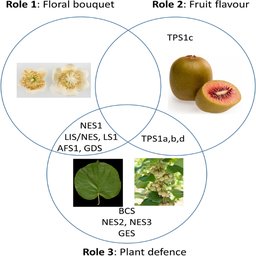 Role 1: Floral bouquet
Role 2: Fruit flavour
TPS1c
NES1
LIS/NES, LS1
AFS1, GDS
TPS1a,b,d
BCS
NES2, NES3
GES
Role 3: Plant defence